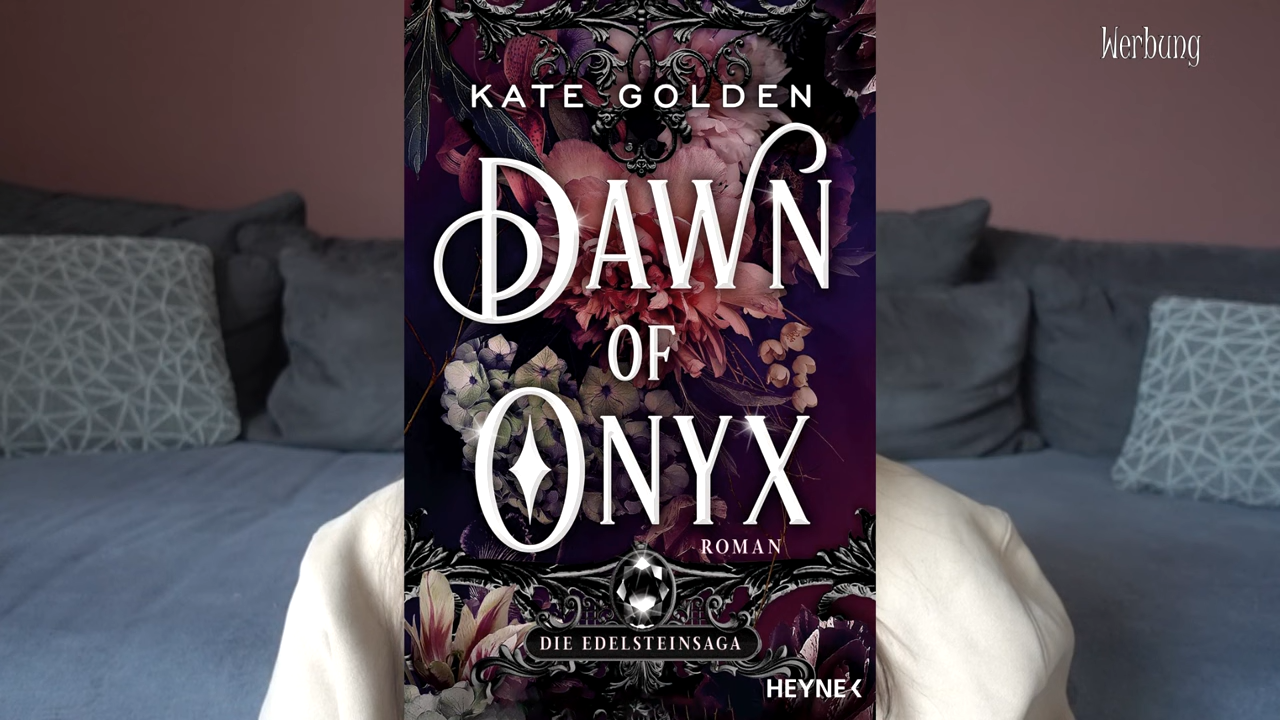 Werbung
KATE GOLDEN
DAWN
OF
ONYX
ROMAN
DIE EDELSTEINSAGA
HEYNE